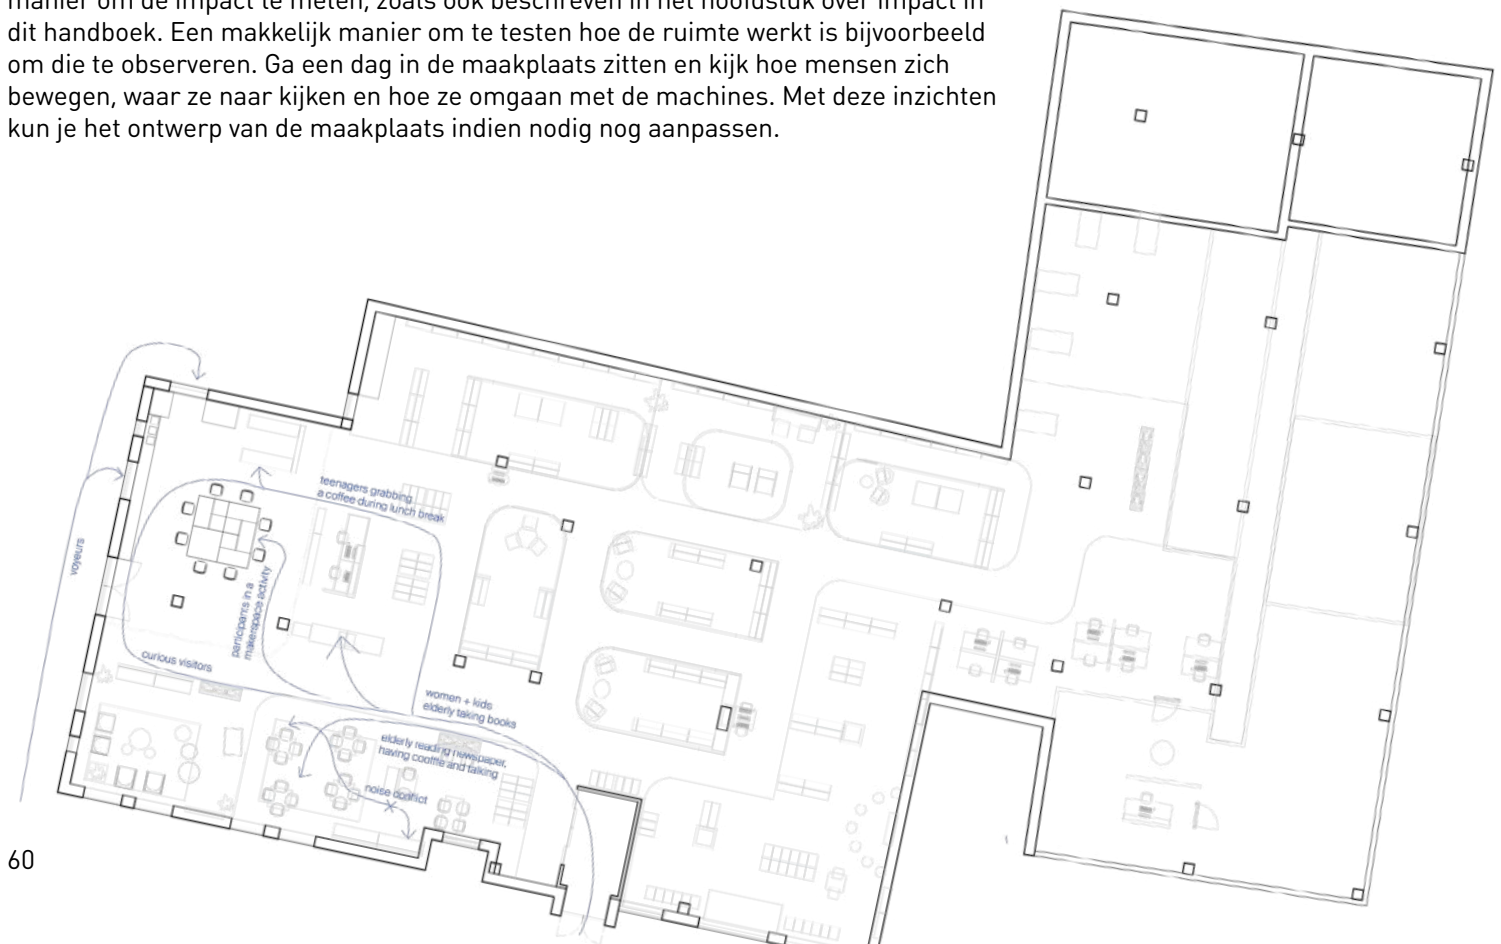 manier om de impact te meten, zoals ook beschreven in het hoofdstuk over impact in
dit handboek. Een makkelijk manier om te testen hoe de ruimte werkt is bijvoorbeeld
om die te observeren. Ga een dag in de maakplaats zitten en kijk hoe mensen zich
bewegen, waar ze naar kijken en hoe ze omgaan met de machines. Met deze inzichten
kun je het ontwerp van de maakplaats indien nodig nog aanpassen.
teenagers grabbing
a coffee during lunch break
voyeurs
participants in a
makerspace activity
curious visitors
women + kids
elderly taking books
elderly reading newspaper,
having cooffie and talking
noise conflict
60